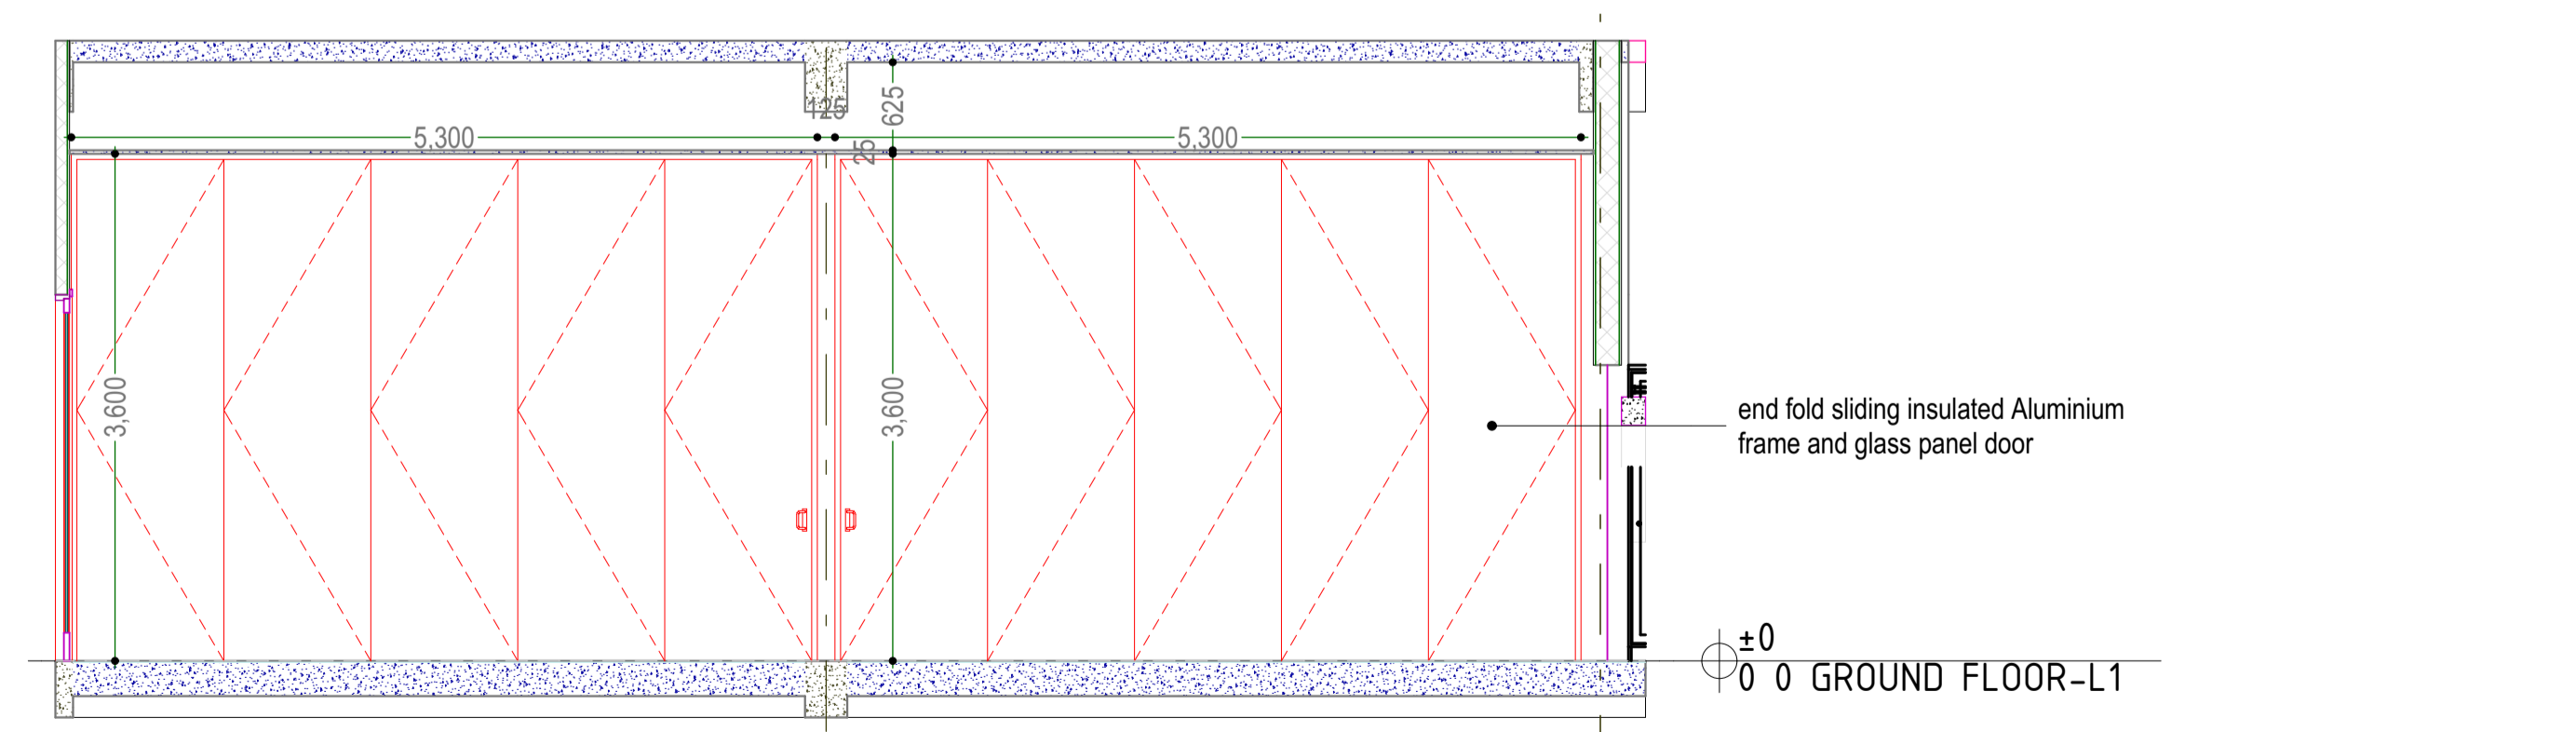 125
625
5,300
5,300
25
3,600
3,600
end fold sliding insulated Aluminium
frame and glass panel door
±0
0 0 GROUND FLOOR-L1